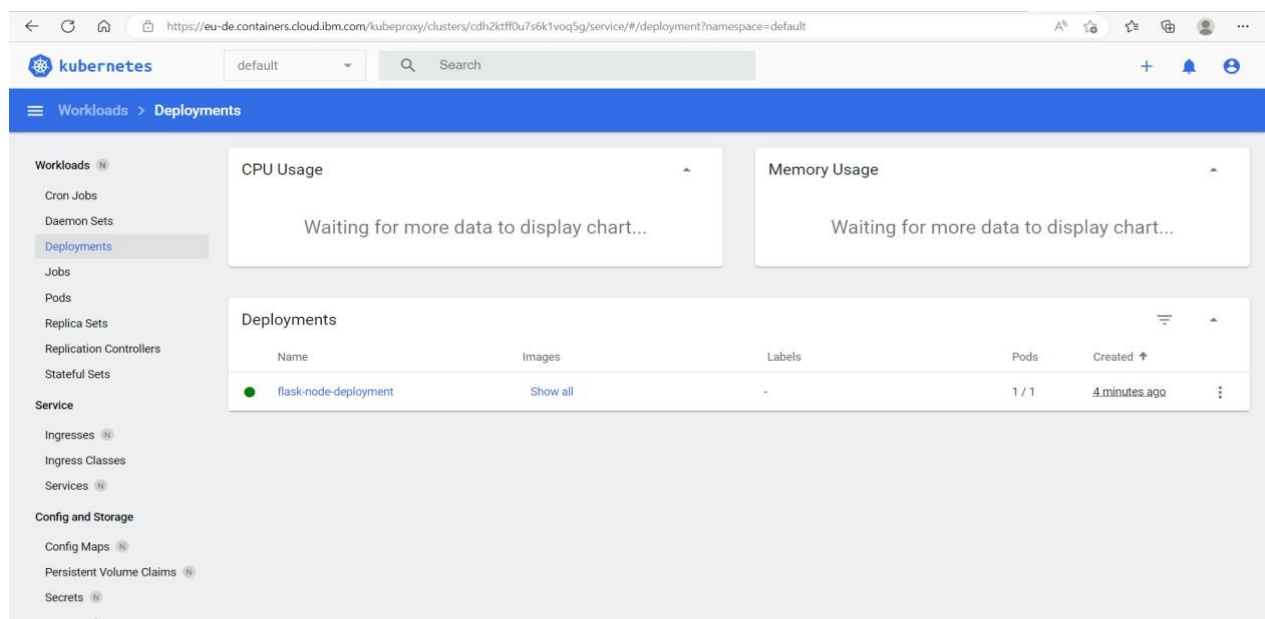 https://eu-de.containers.cloud.ibm.com/kubeproxy/clusters/cdh2ktff0u7s6k1voq5g/service/#/deployment?namespace=default
kubernetes
default
Search
Workloads > Deployments
Workloads N
Cron Jobs
Daemon Sets
Deployments
Jobs
Pods
Replica Sets
Replication Controllers
Stateful Sets
Service
Ingresses N
Ingress Classes
Services N
Config and Storage
Config Maps N
Persistent Volume Claims N
Secrets N
CPU Usage
Waiting for more data to display chart...
Memory Usage
Waiting for more data to display chart...
Deployments
Name Images Labels Pods Created
flask-node-deployment Show all - 1 / 1 4 minutes ago